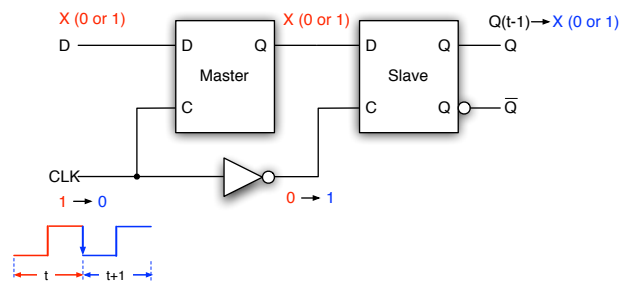 X (0 or 1) X (0 or 1) Q(t-1)→X (0 or 1)
D D Q D Q Q
Master Slave
C C Q Q̅
CLK
1 → 0 0 → 1
t t+1